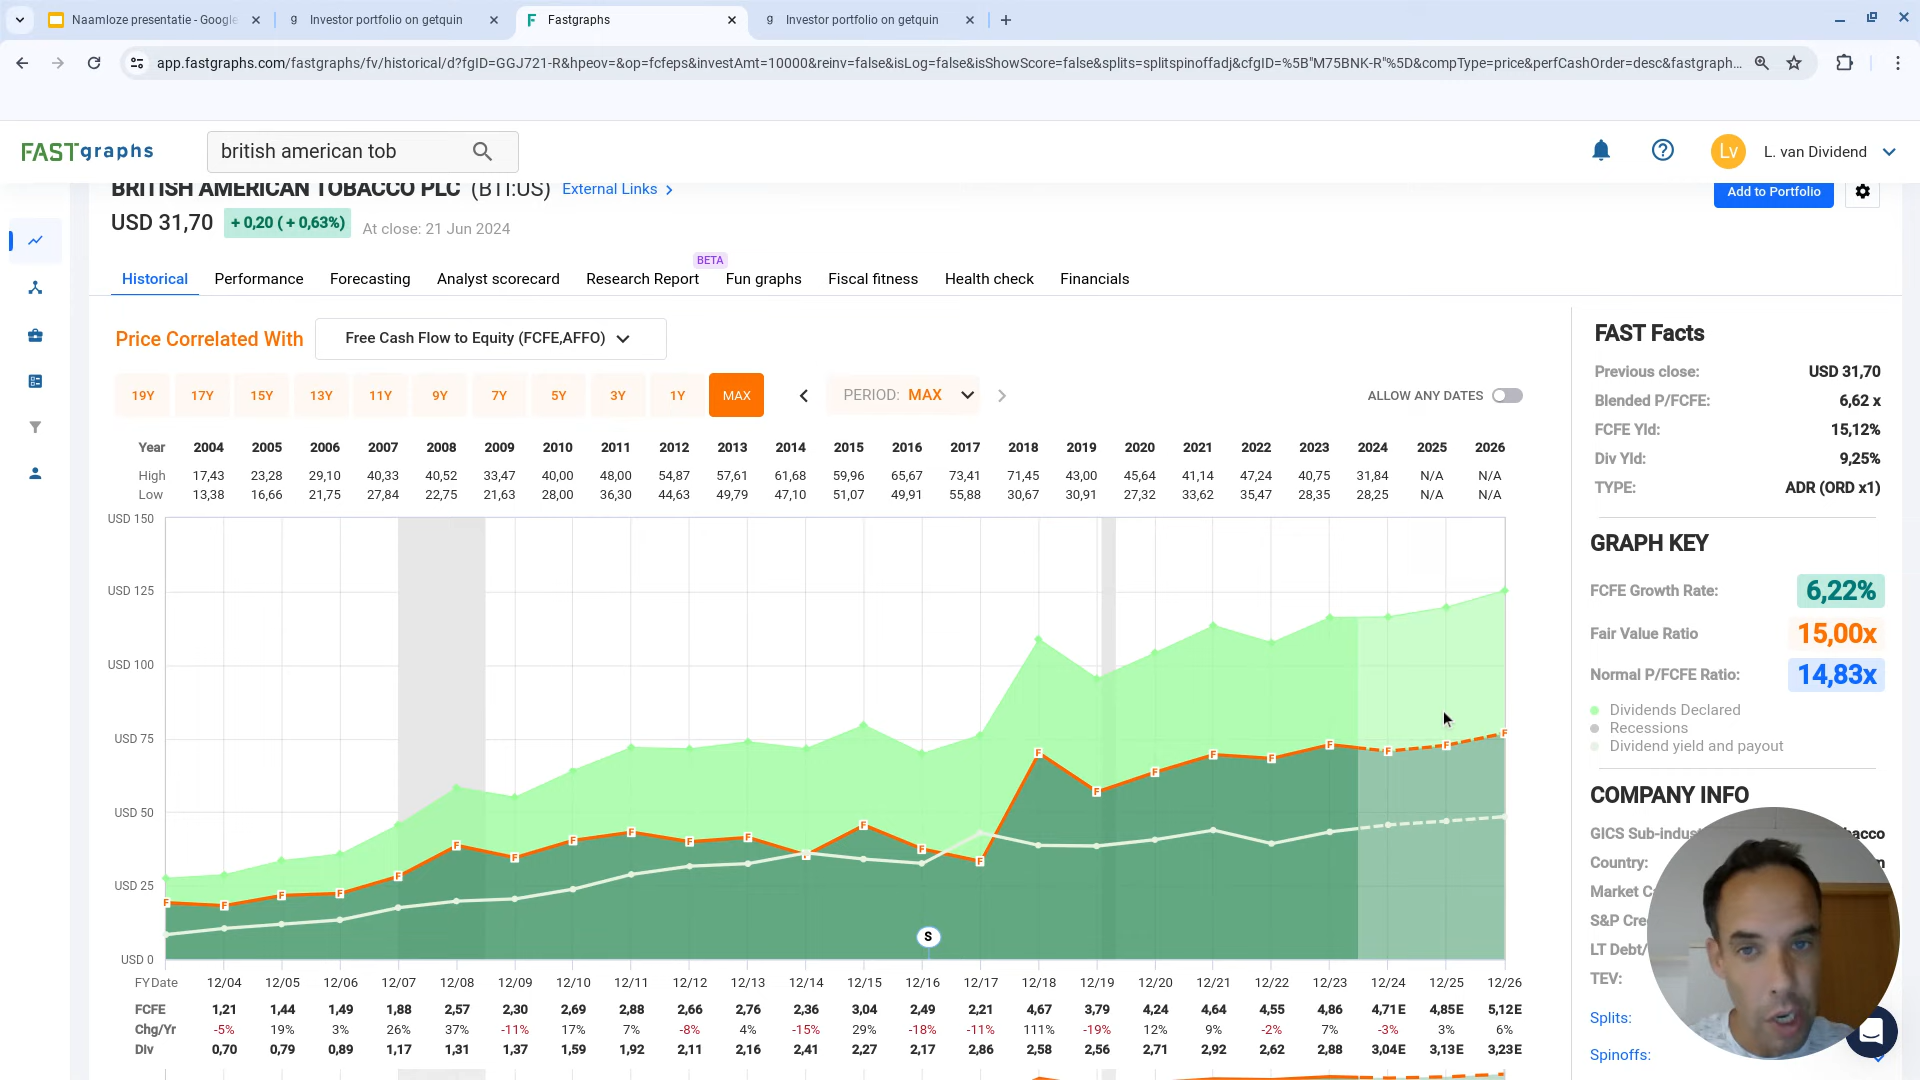 Naamloze presentatie - Google
Investor portfolio on getquin
Fastgraphs
Investor portfolio on getquin
app.fastgraphs.com/fastgraphs/fv/historical/d?fgID=GGJ721-R&hpeov=&op=fcfeps&investAmt=10000&reinv=false&isLog=false&isShowScore=false&splits=splitspinoffadj&cfgID=%5B"M75BNK-R"%5D&compType=price&perfCashOrder=desc&fastgraph...
FASTgraphs
british american tob
Lv
L. van Dividend
BRITISH AMERICAN TOBACCO PLC (BTI:US) External Links
Add to Portfolio
USD 31,70 + 0,20 ( + 0,63%) At close: 21 Jun 2024
BETA
Historical Performance Forecasting Analyst scorecard Research Report Fun graphs Fiscal fitness Health check Financials
Price Correlated With Free Cash Flow to Equity (FCFE,AFFO)
19Y 17Y 15Y 13Y 11Y 9Y 7Y 5Y 3Y 1Y MAX PERIOD: MAX ALLOW ANY DATES
Year 2004 2005 2006 2007 2008 2009 2010 2011 2012 2013 2014 2015 2016 2017 2018 2019 2020 2021 2022 2023 2024 2025 2026
High 17,43 23,28 29,10 40,33 40,52 33,47 40,00 48,00 54,87 57,61 61,68 59,96 65,67 73,41 71,45 43,00 45,64 41,14 47,24 40,75 31,84 N/A N/A
Low 13,38 16,66 21,75 27,84 22,75 21,63 28,00 36,30 44,63 49,79 47,10 51,07 49,91 55,88 30,67 30,91 27,32 33,62 35,47 28,35 28,25 N/A N/A
USD 150
USD 125
USD 100
USD 75
USD 50
USD 25
USD 0
F F F F F F F F F F F F F F F F F F F F F F F F
S
FYDate 12/04 12/05 12/06 12/07 12/08 12/09 12/10 12/11 12/12 12/13 12/14 12/15 12/16 12/17 12/18 12/19 12/20 12/21 12/22 12/23 12/24 12/25 12/26
FCFE 1,21 1,44 1,49 1,88 2,57 2,30 2,69 2,88 2,66 2,76 2,36 3,04 2,49 2,21 4,67 3,79 4,24 4,64 4,55 4,86 4,71E 4,85E 5,12E
Chg/Yr -5% 19% 3% 26% 37% -11% 17% 7% -8% 4% -15% 29% -18% -11% 111% -19% 12% 9% -2% 7% -3% 3% 6%
Div 0,70 0,79 0,89 1,17 1,31 1,37 1,59 1,92 2,11 2,16 2,41 2,27 2,17 2,86 2,58 2,56 2,71 2,92 2,62 2,88 3,04E 3,13E 3,23E
FAST Facts
Previous close: USD 31,70
Blended P/FCFE: 6,62 x
FCFE Yld: 15,12%
Div Yld: 9,25%
TYPE: ADR (ORD x1)
GRAPH KEY
FCFE Growth Rate: 6,22%
Fair Value Ratio 15,00x
Normal P/FCFE Ratio: 14,83x
Dividends Declared
Recessions
Dividend yield and payout
COMPANY INFO
GICS Sub-indus
Country:
Market C
S&P Cre
LT Debt/
TEV:
Splits:
Spinoffs: